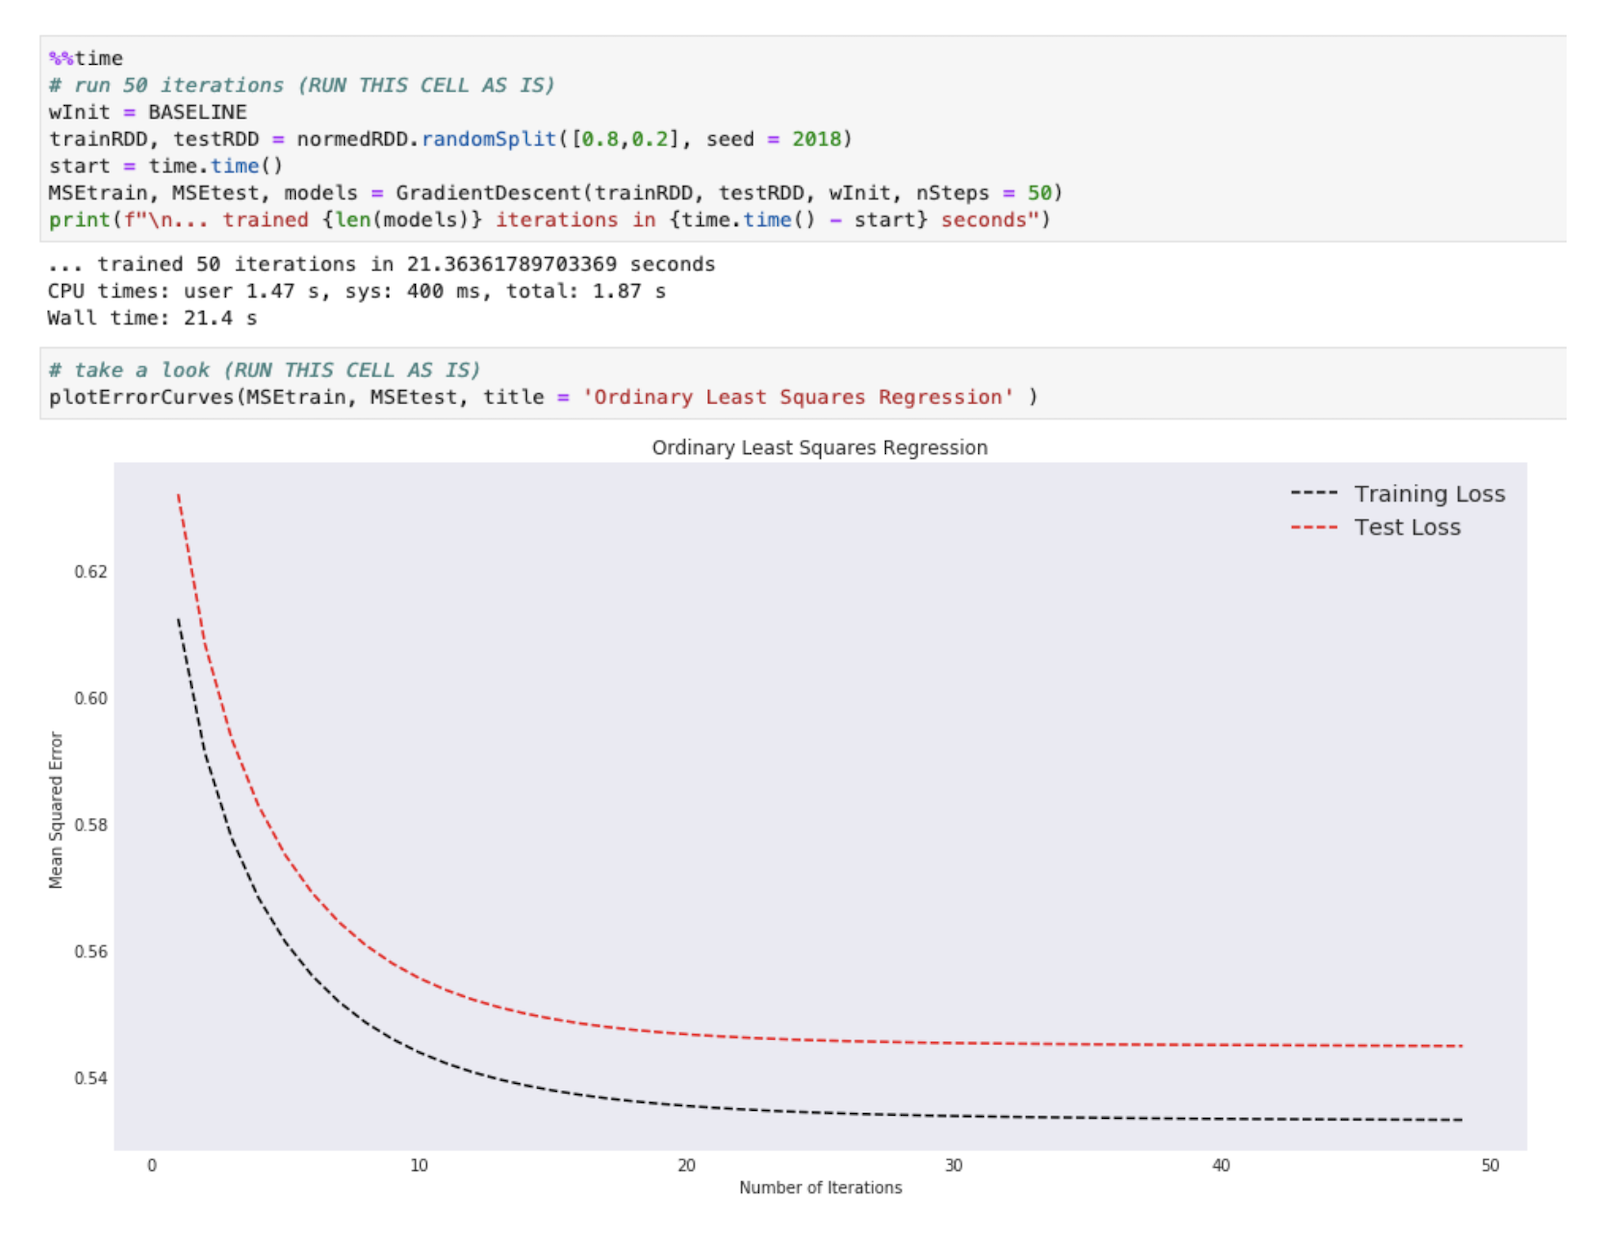 %%time
# run 50 iterations (RUN THIS CELL AS IS)
wInit = BASELINE
trainRDD, testRDD = normedRDD.randomSplit([0.8,0.2], seed = 2018)
start = time.time()
MSEtrain, MSEtest, models = GradientDescent(trainRDD, testRDD, wInit, nSteps = 50)
print(f"\n... trained {len(models)} iterations in {time.time() - start} seconds")
... trained 50 iterations in 21.36361789703369 seconds
CPU times: user 1.47 s, sys: 400 ms, total: 1.87 s
Wall time: 21.4 s
# take a look (RUN THIS CELL AS IS)
plotErrorCurves(MSEtrain, MSEtest, title = 'Ordinary Least Squares Regression' )
Ordinary Least Squares Regression
Training Loss
Test Loss
0.62
0.60
0.58
0.56
0.54
Mean Squared Error
0 10 20 30 40 50
Number of Iterations